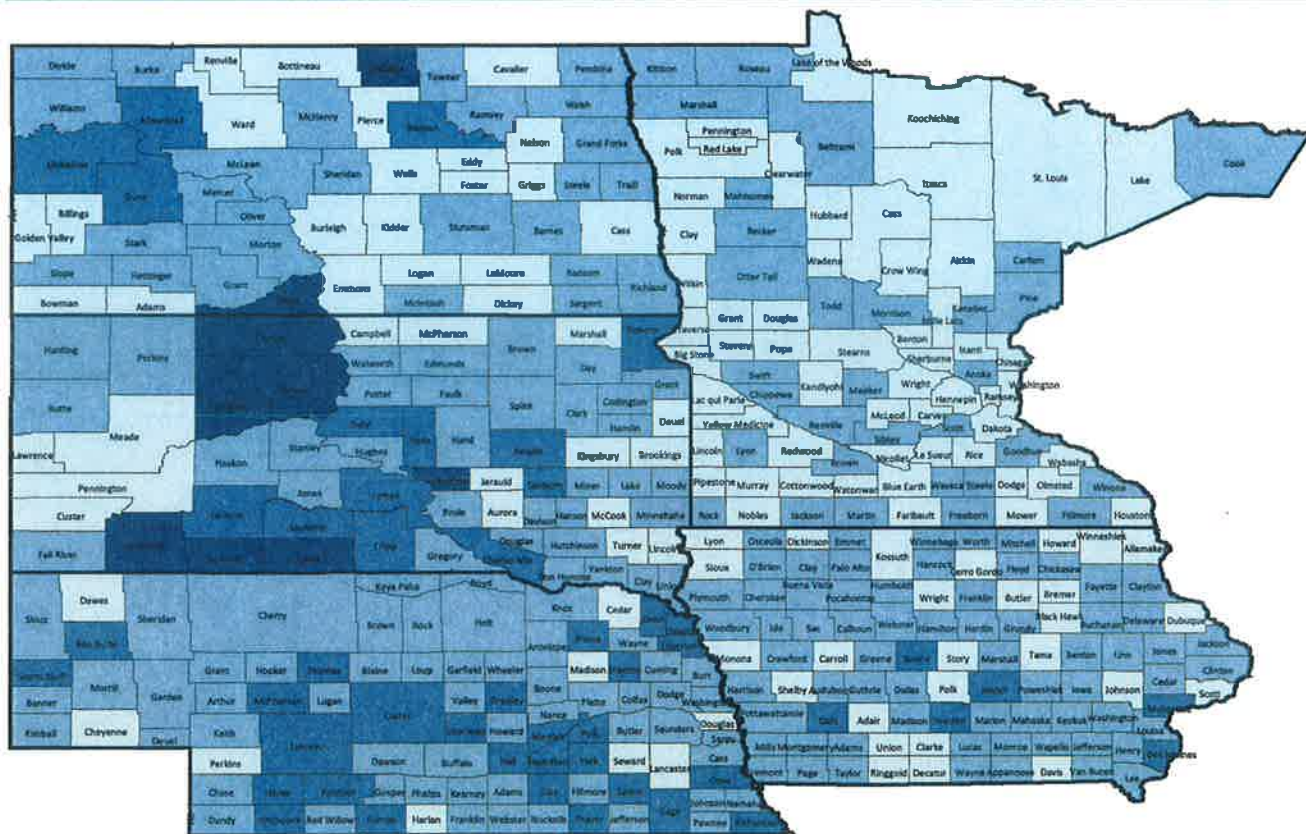 Divide Burke Renville Bottineau Towner Cavalier Pembina Kittson Roseau Lake of the Woods
Williams Mountrail Ward McHenry Pierce Benson Ramsey Walsh Marshall Koochiching
Pennington
Nelson Grand Forks Polk Red Lake Beltrami Cook
McKenzie McLean Sheridan Wells Eddy Clearwater Itasca St. Louis Lake
Dunn Mercer Foster Griggs Steele Traill Norman Mahnomen
Billings Oliver Hubbard Cass
Golden Valley Stark Morton Burleigh Kidder Stutsman Barnes Cass Clay Becker Wadena Crow Wing Aitkin Carlton
Slope Hettinger Grant Emmons Logan LaMoure Ransom Richland Wilkin Otter Tail Todd Morrison Pine
Bowman Adams McIntosh Dickey Sargent Mille Lacs Kanabec
Harding Perkins Campbell McPherson Brown Marshall Roberts Traverse Grant Douglas Benton
Walworth Edmunds Day Big Stone Stevens Pope Stearns Sherburne Isanti Chisago
Butte Potter Faulk Grant Swift Kandiyohi Meeker Wright Anoka Washington
Meade Spink Clark Codington Lac qui Parle Chippewa Hennepin Ramsey
Sully Hyde Hand Hamlin Deuel Yellow Medicine Renville McLeod Carver Scott Dakota
Lawrence Haakon Stanley Hughes Beadle Kingsbury Brookings Lincoln Lyon Redwood Sibley Nicollet Le Sueur Rice Goodhue Wabasha
Brown
Pennington Jones Lyman Jerauld Sanborn Miner Lake Moody Pipestone Murray Cottonwood Watonwan Blue Earth Waseca Steele Dodge Olmsted Winona
Custer Brule Aurora Davison Hanson McCook Minnehaha Rock Nobles Jackson Martin Faribault Freeborn Mower Fillmore Houston
Fall River Tripp Gregory Douglas Hutchinson Turner Lincoln Lyon Osceola Dickinson Emmet Kossuth Winnebago Worth Mitchell Howard Winneshiek Allamakee
Charles Mix Bon Homme Yankton Clay Union Sioux O'Brien Clay Palo Alto Hancock Cerro Gordo Floyd Chickasaw
Dawes Keya Paha Boyd Knox Cedar Plymouth Cherokee Buena Vista Pocahontas Humboldt Wright Franklin Butler Bremer Fayette Clayton
Sioux Sheridan Cherry Brown Rock Holt Dixon Woodbury Ida Sac Calhoun Webster Hamilton Hardin Grundy Black Hawk Buchanan Delaware Dubuque
Box Butte Antelope Pierce Wayne Dakota Monona Crawford Carroll Greene Boone Story Marshall Tama Benton Linn Jones Jackson
Scotts Bluff Grant Hooker Thomas Blaine Loup Garfield Wheeler Madison Stanton Cuming Burt Harrison Shelby Audubon Guthrie Dallas Polk Jasper Poweshiek Iowa Johnson Cedar Clinton Scott
Banner Morrill Garden Arthur McPherson Logan Valley Greeley Boone Platte Colfax Dodge Washington
Kimball Cheyenne Deuel Keith Custer Howard Nance Butler Saunders Douglas Sarpy Pottawattamie Cass Adair Madison Warren Marion Mahaska Keokuk Washington Louisa
Lincoln Merrick Polk
Perkins Dawson Buffalo Hall Hamilton York Seward Lancaster Cass Mills Montgomery Adams Union Clarke Lucas Monroe Wapello Jefferson Henry Des Moines
Chase Hayes Frontier Gosper Phelps Kearney Adams Clay Fillmore Saline Otoe Fremont Page Taylor Ringgold Decatur Wayne Appanoose Davis Van Buren Lee
Dundy Hitchcock Red Willow Furnas Harlan Franklin Webster Nuckolls Thayer Jefferson Gage Johnson Nemaha Pawnee Richardson